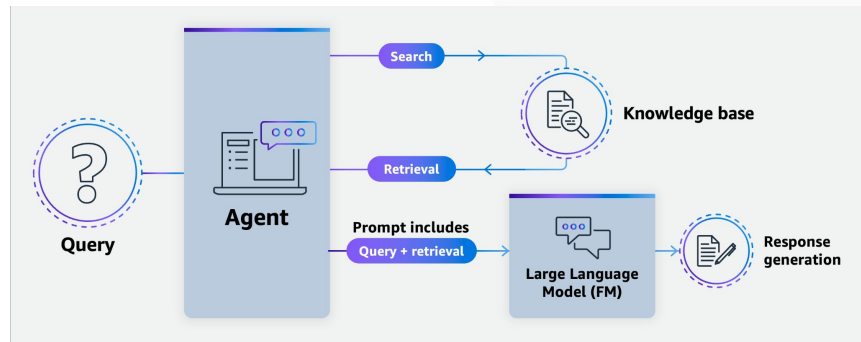 Search
Knowledge base
Retrieval
Agent
Query
Prompt includes
Query + retrieval
Large Language
Model (FM)
Response
generation